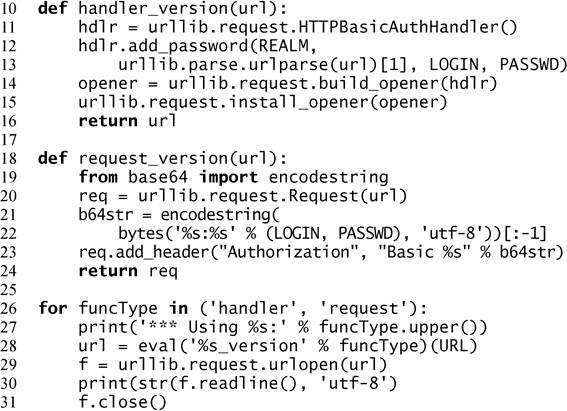 10 def handler_version(url):
11     hdlr = urllib.request.HTTPBasicAuthHandler()
12     hdlr.add_password(REALM,
13         urllib.parse.urlparse(url)[1], LOGIN, PASSWD)
14     opener = urllib.request.build_opener(hdlr)
15     urllib.request.install_opener(opener)
16     return url
17
18 def request_version(url):
19     from base64 import encodestring
20     req = urllib.request.Request(url)
21     b64str = encodestring(
22         bytes('%s:%s' % (LOGIN, PASSWD), 'utf-8'))[:-1]
23     req.add_header("Authorization", "Basic %s" % b64str)
24     return req
25
26 for funcType in ('handler', 'request'):
27     print('*** Using %s:' % funcType.upper())
28     url = eval('%s_version' % funcType)(URL)
29     f = urllib.request.urlopen(url)
30     print(str(f.readline(), 'utf-8')
31     f.close()